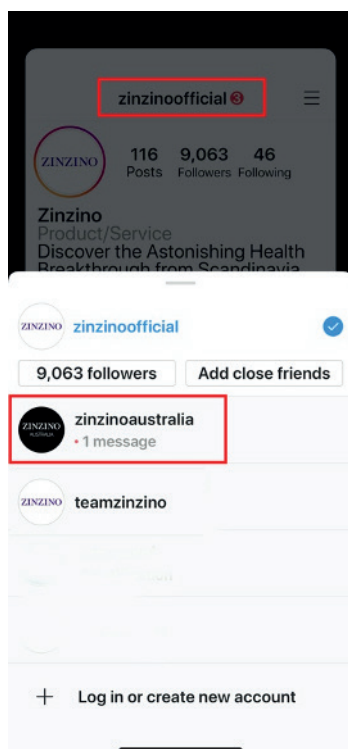 zinzinoofficial 3
ZINZINO
116 9,063 46
Posts Followers Following
Zinzino
Product/Service
Discover the Astonishing Health
Breakthrough from Scandinavia
ZINZINO zinzinoofficial
9,063 followers Add close friends
ZINZINO
AUSTRALIA
zinzinoaustralia
• 1 message
ZINZINO teamzinzino
+ Log in or create new account